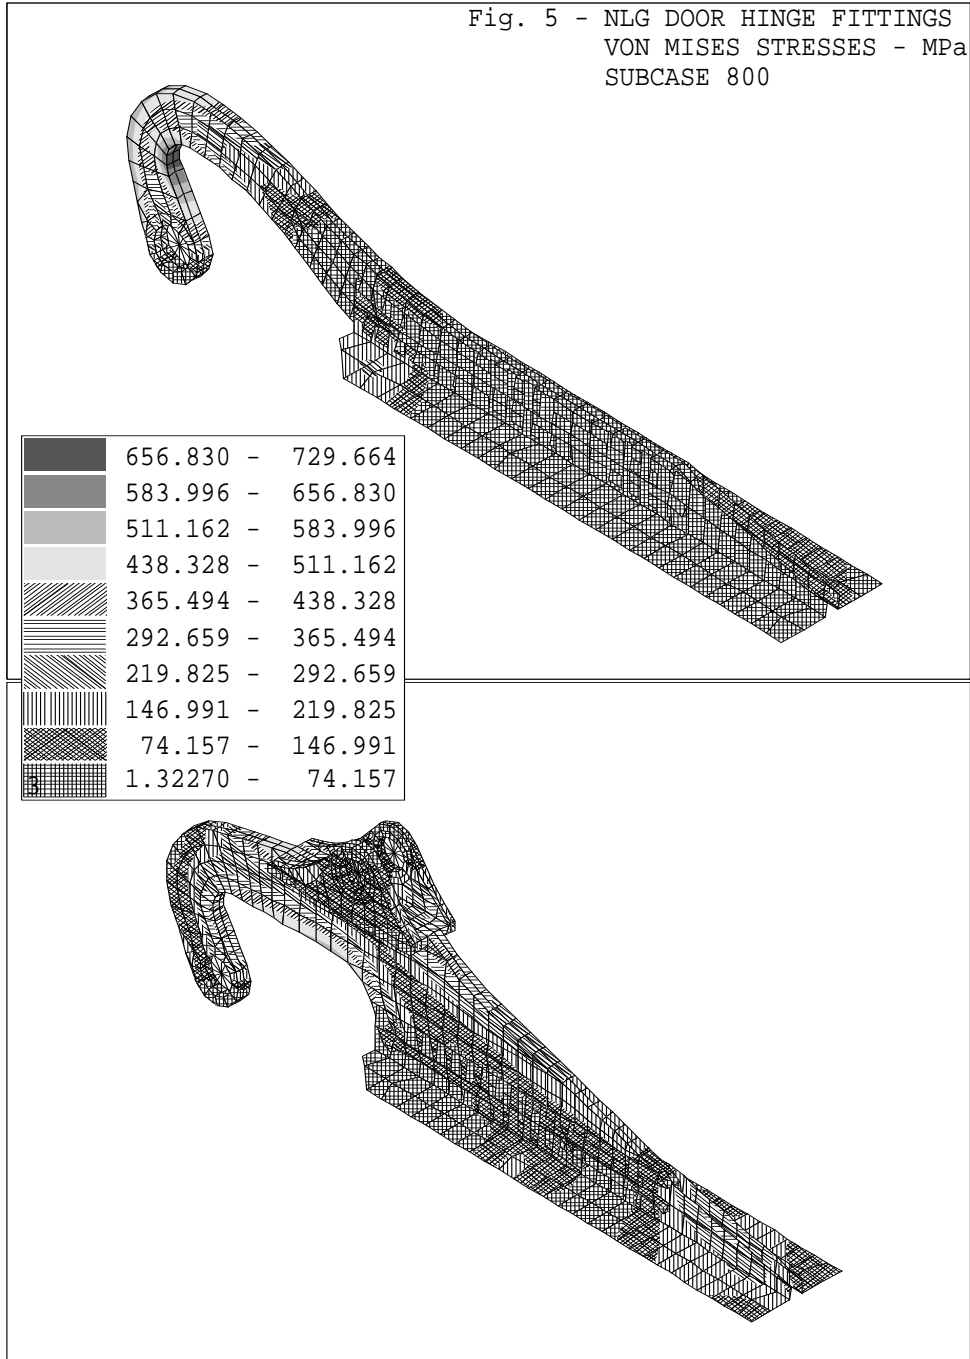 Fig. 5 - NLG DOOR HINGE FITTINGS
VON MISES STRESSES - MPa
SUBCASE 800
656.830 - 729.664
583.996 - 656.830
511.162 - 583.996
438.328 - 511.162
365.494 - 438.328
292.659 - 365.494
219.825 - 292.659
146.991 - 219.825
74.157 - 146.991
3 1.32270 - 74.157